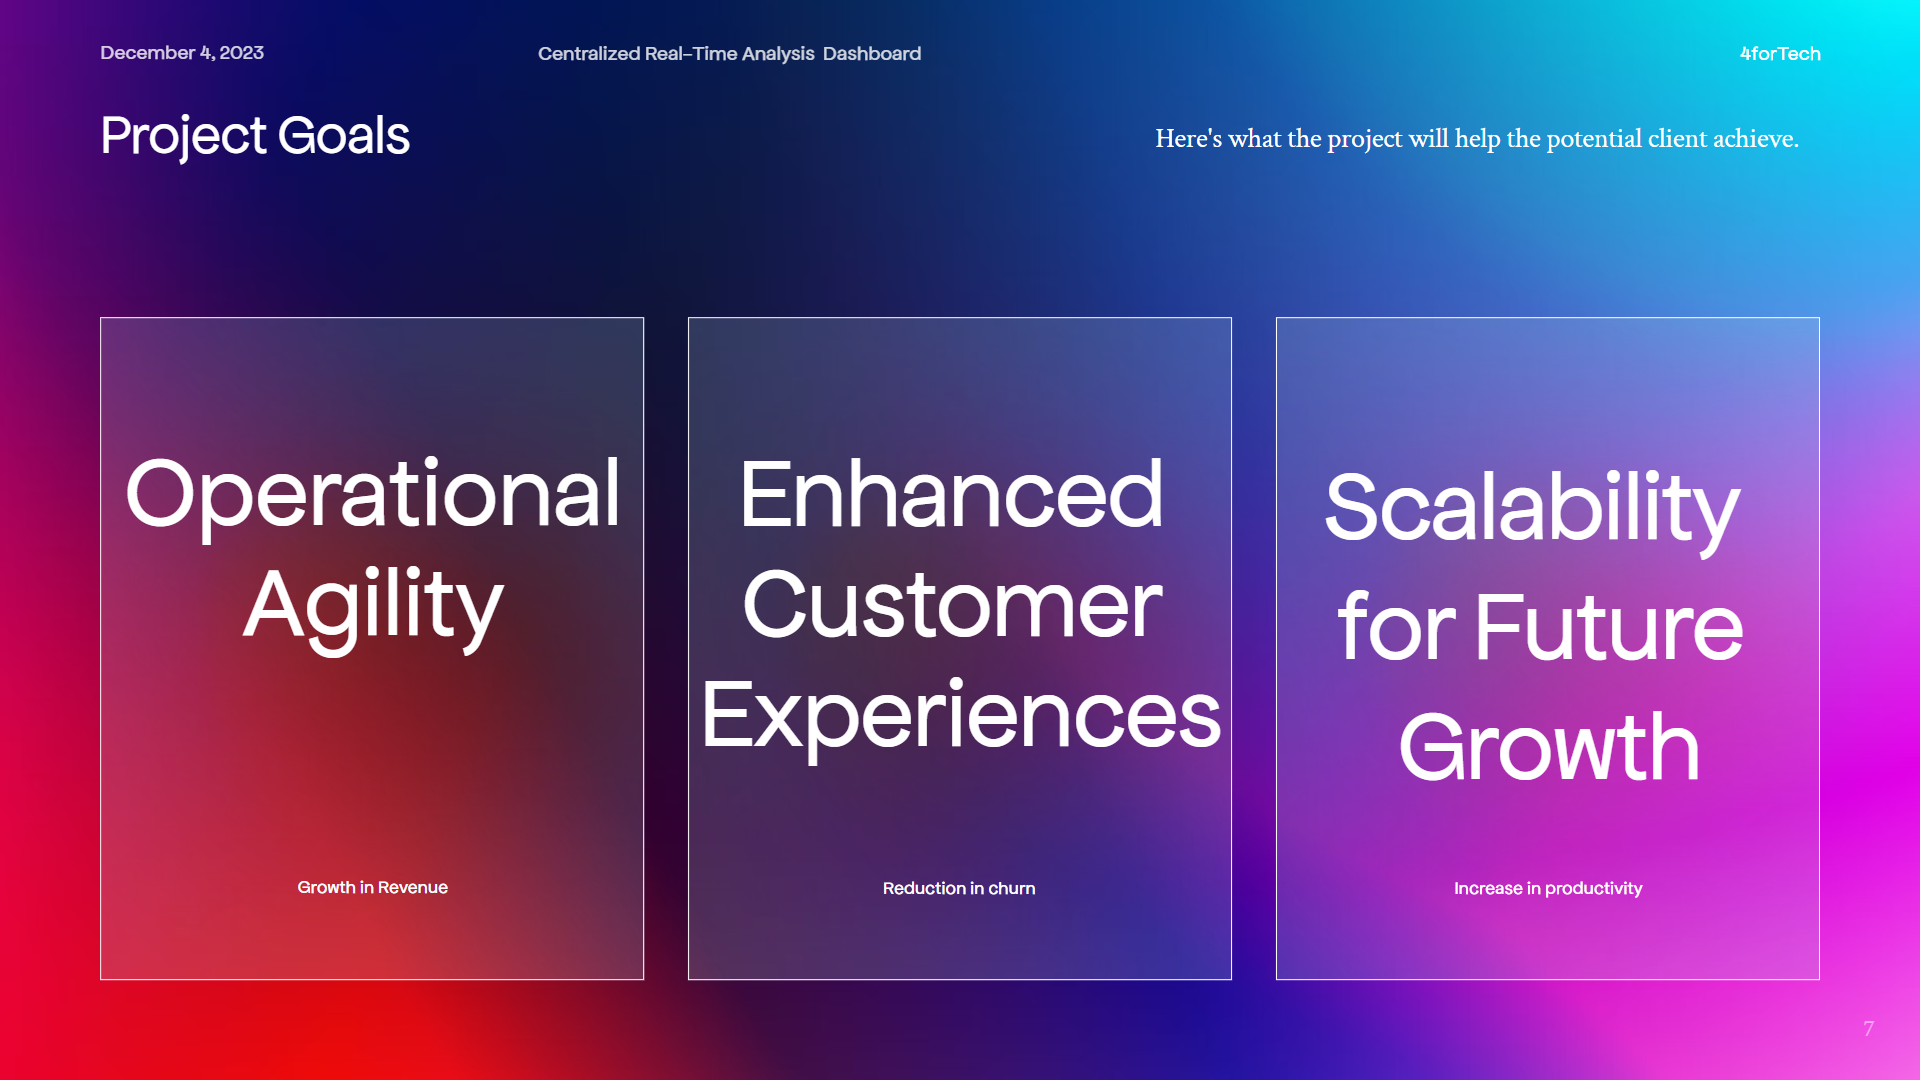 December 4, 2023
Centralized Real-Time Analysis Dashboard
4forTech
Project Goals
Here's what the project will help the potential client achieve.
Operational
Agility
Growth in Revenue
Enhanced
Customer
Experiences
Reduction in churn
Scalability
for Future
Growth
Increase in productivity
7